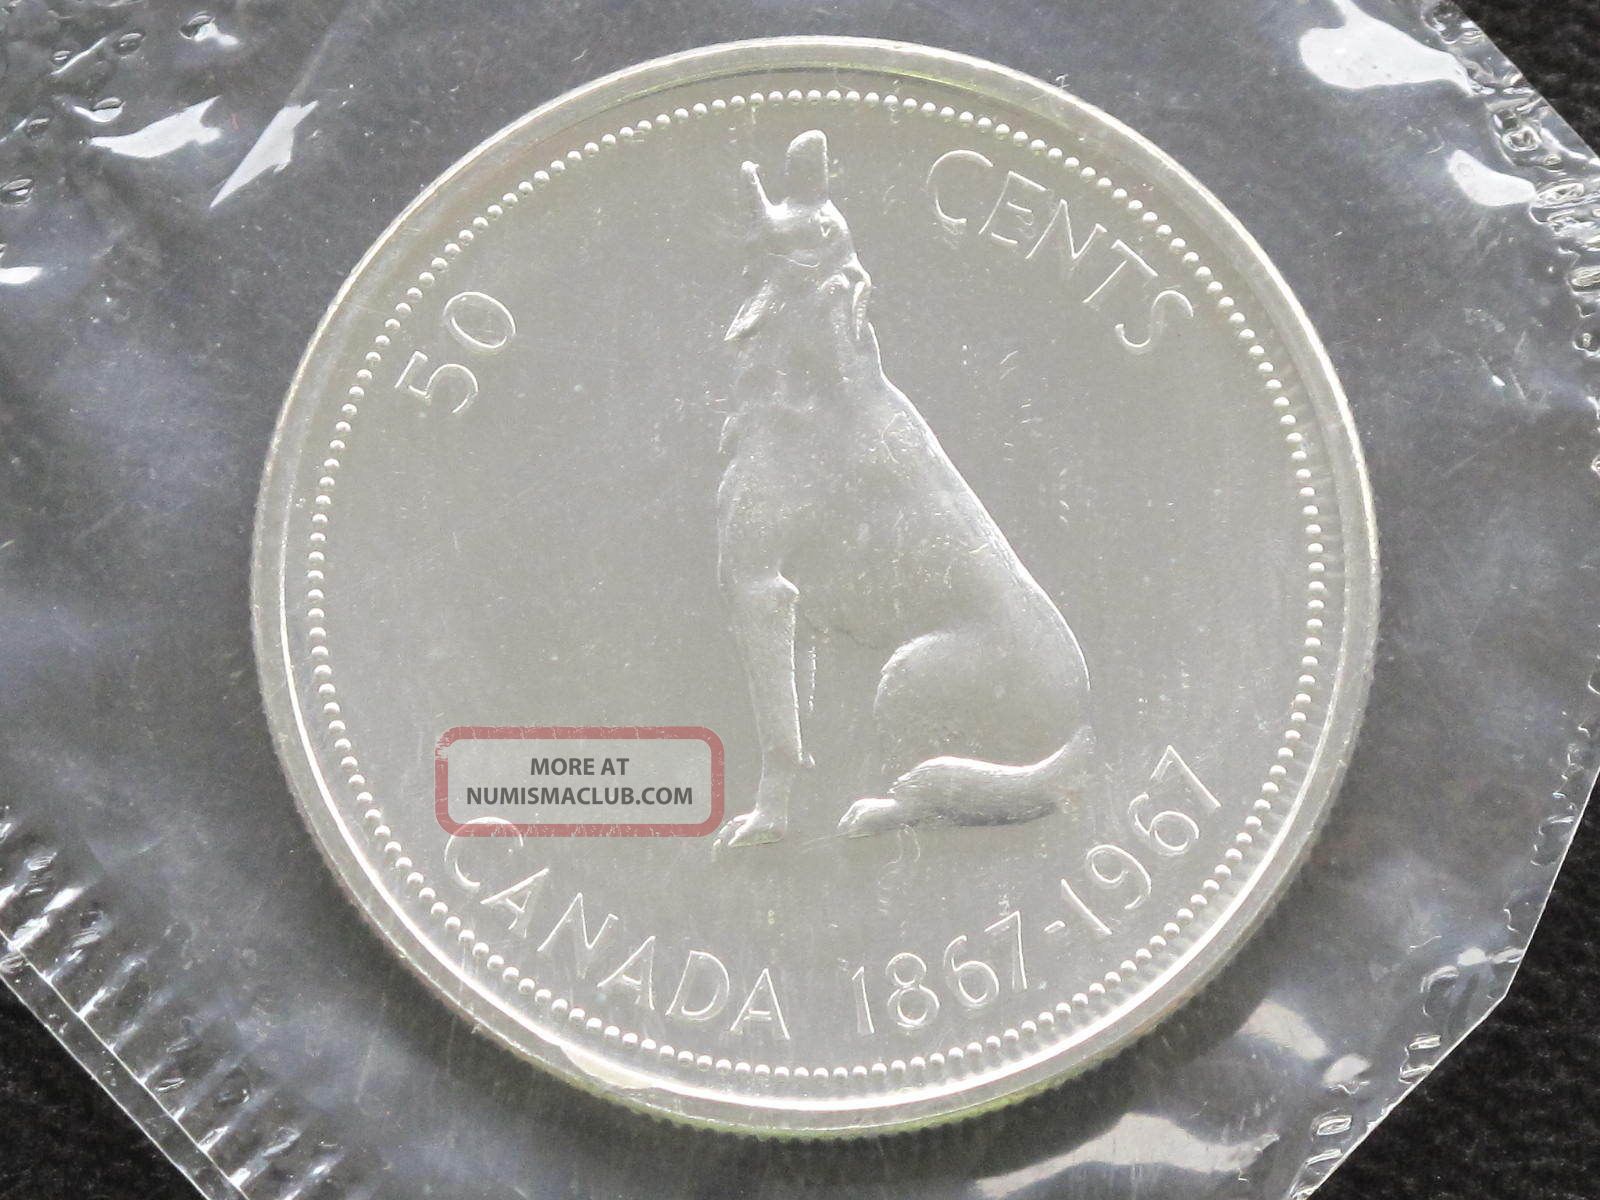 50 CENTS
MORE AT
NUMISMACLUB.COM
CANADA 1867-1967